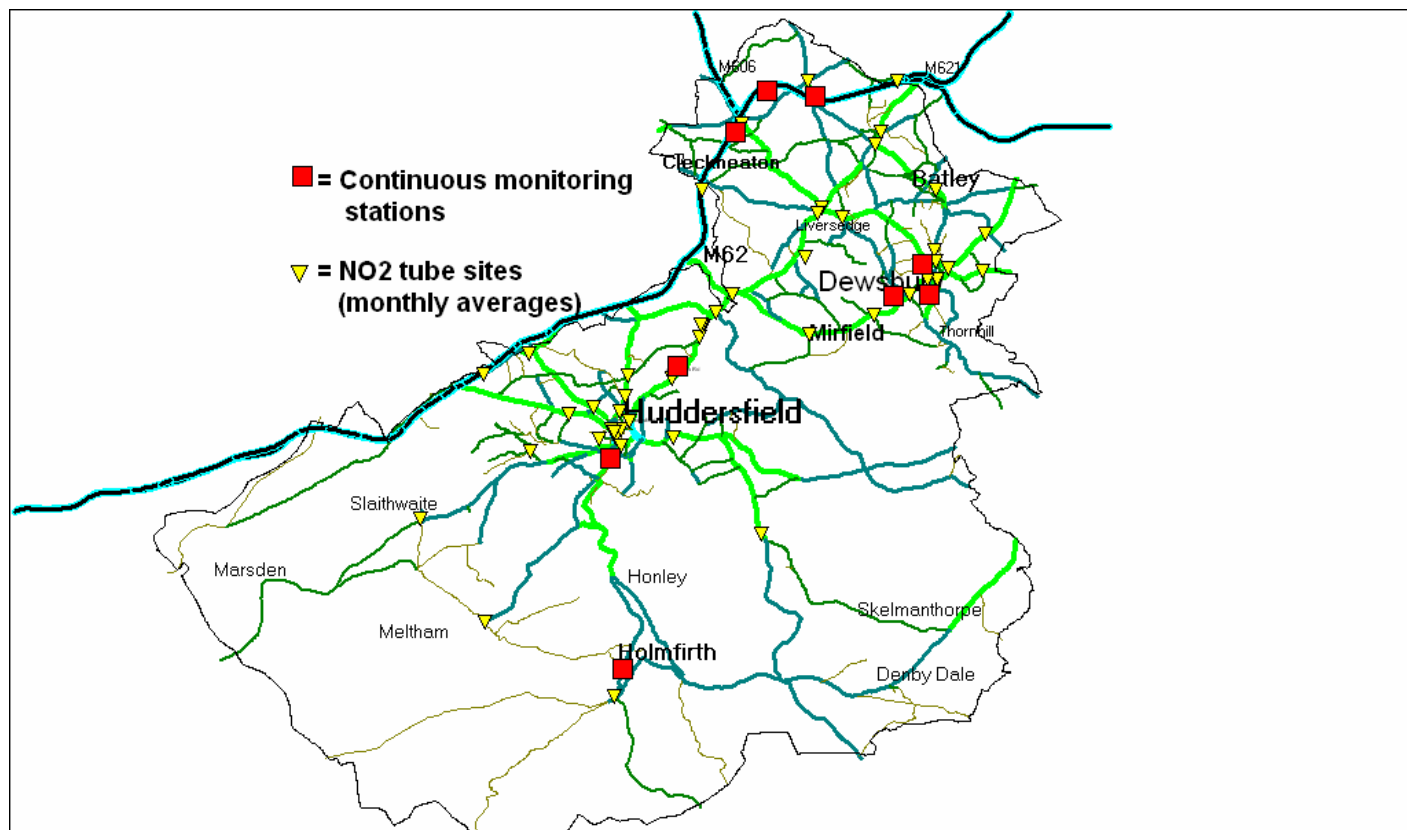 M606
M621
Cleckheaton
= Continuous monitoring
stations
Batley
Liversedge
M62
= NO2 tube sites
(monthly averages)
Dewsbu
Mirfield
Thornhill
Huddersfield
Slaithwaite
Marsden
Honley
Skelmanthorpe
Meltham
Holmfirth
Denby Dale